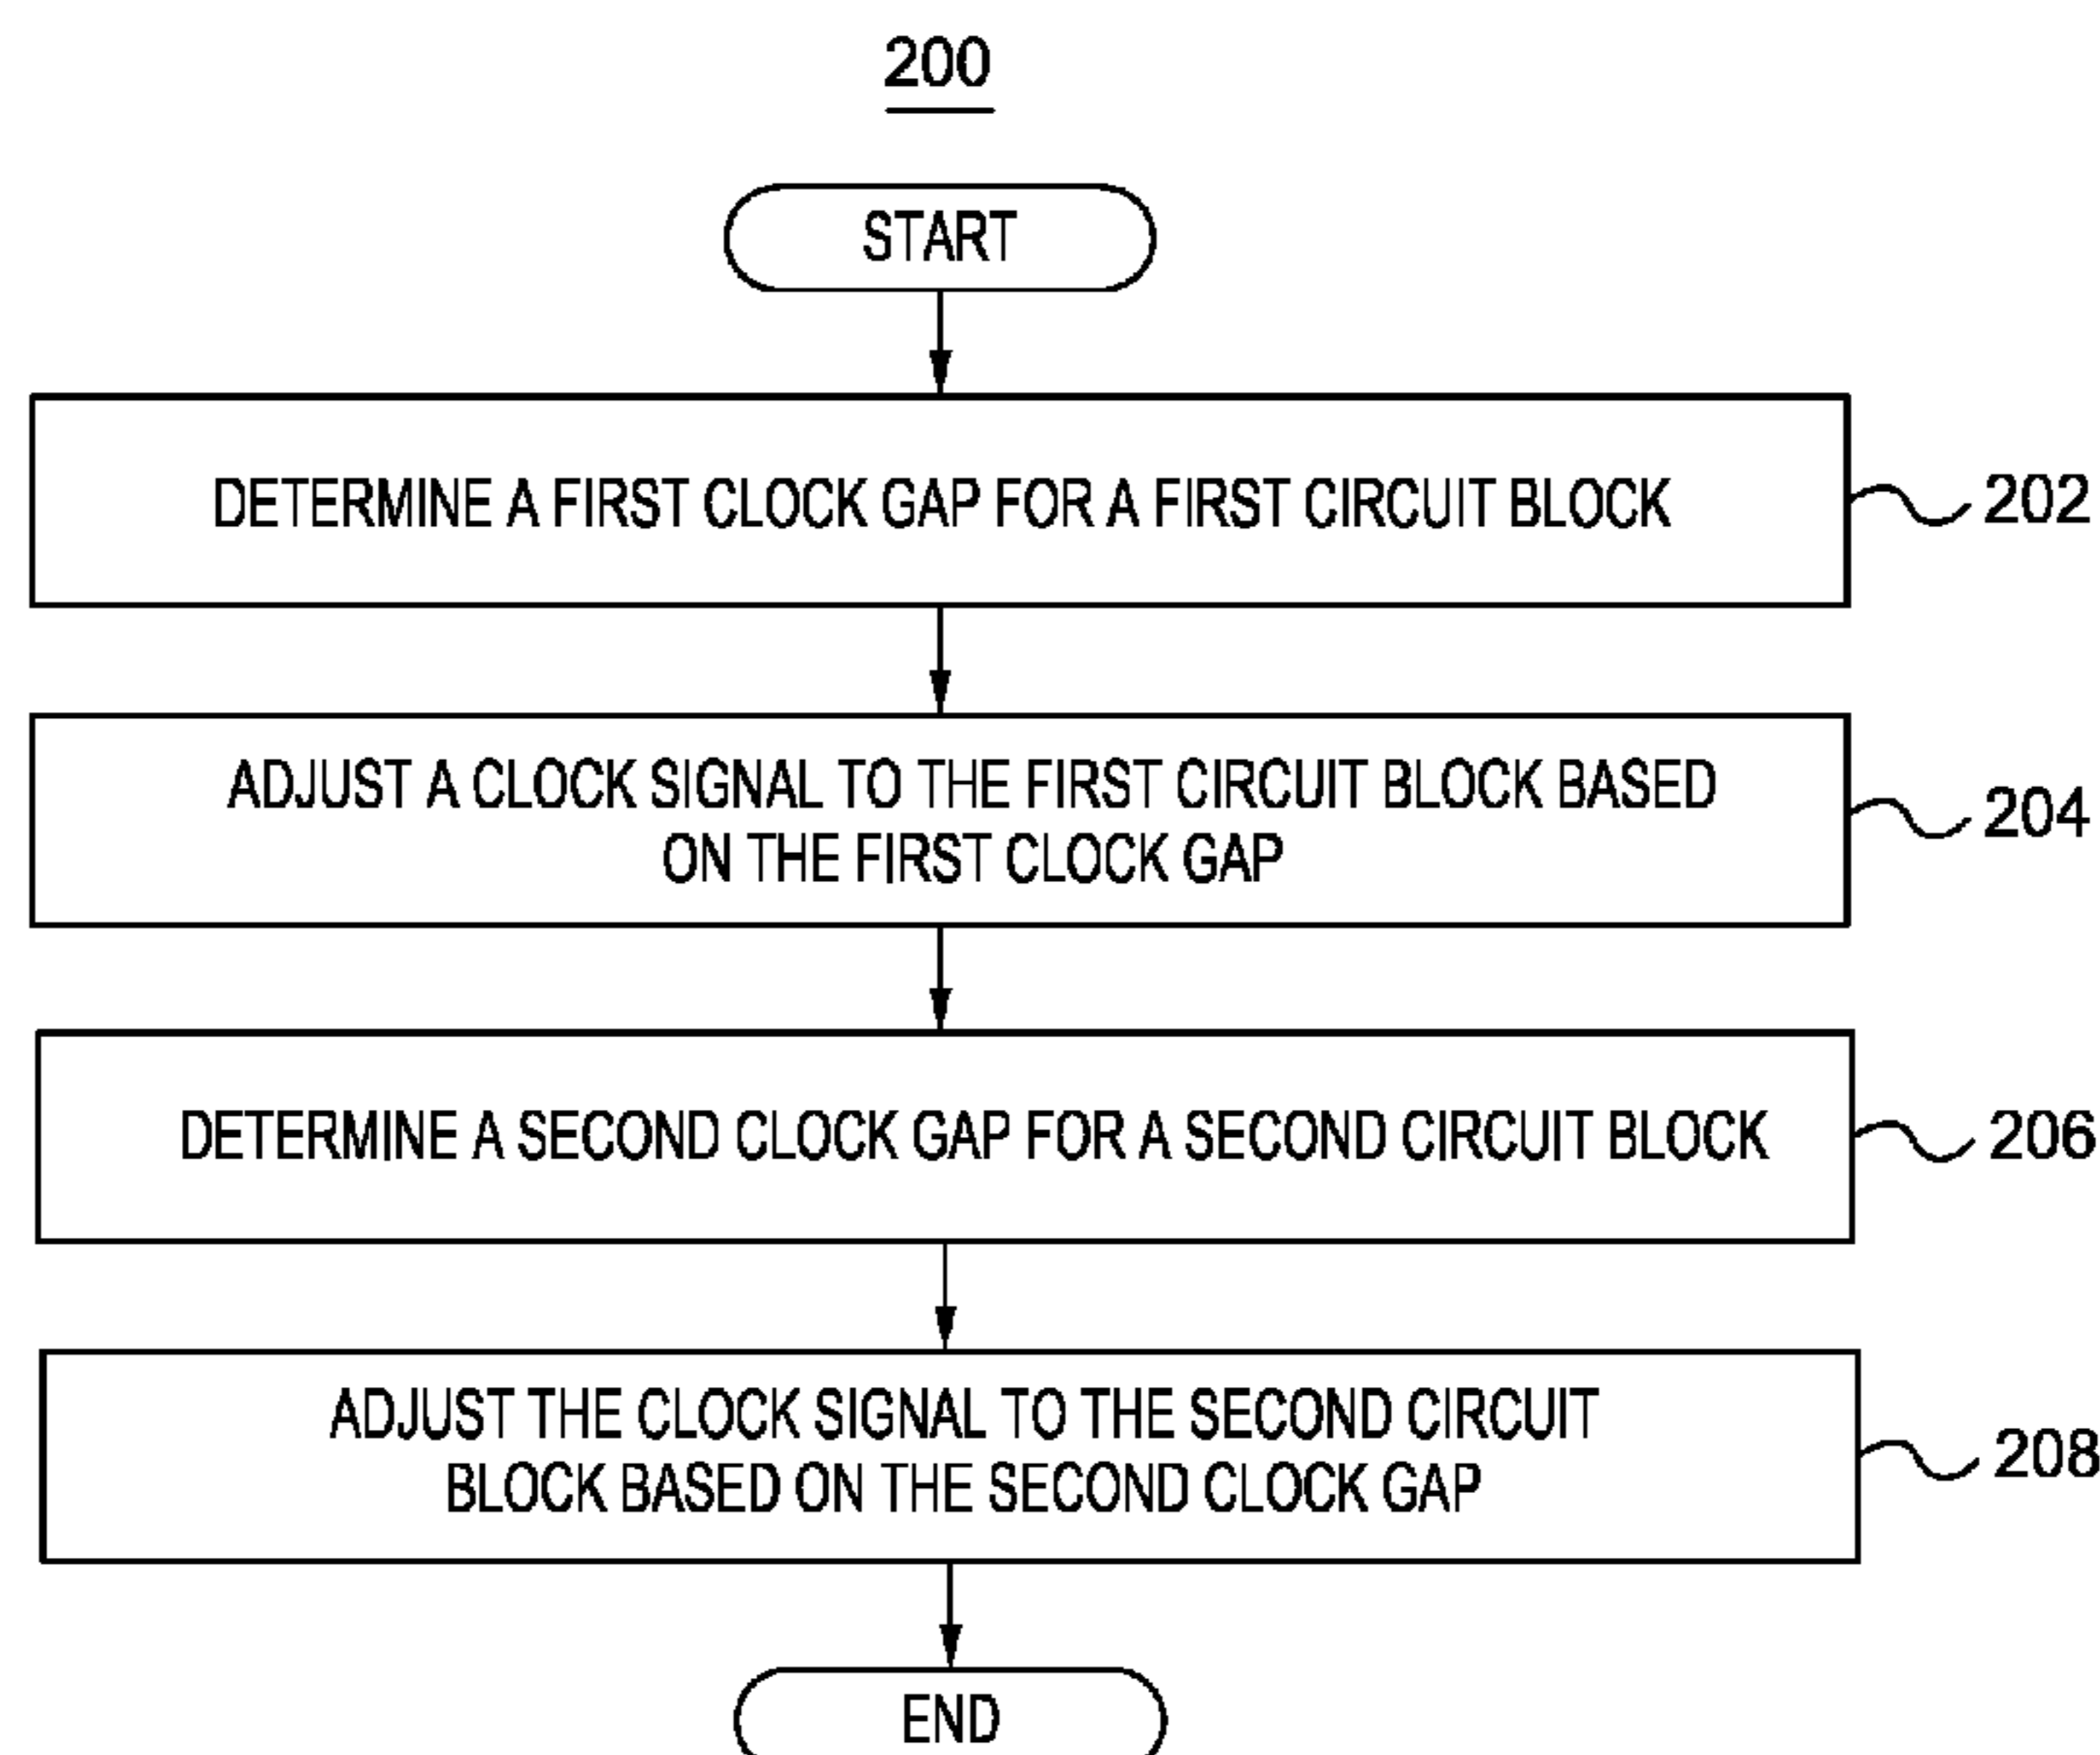 200
START
DETERMINE A FIRST CLOCK GAP FOR A FIRST CIRCUIT BLOCK
202
ADJUST A CLOCK SIGNAL TO THE FIRST CIRCUIT BLOCK BASED
ON THE FIRST CLOCK GAP
204
DETERMINE A SECOND CLOCK GAP FOR A SECOND CIRCUIT BLOCK
206
ADJUST THE CLOCK SIGNAL TO THE SECOND CIRCUIT
BLOCK BASED ON THE SECOND CLOCK GAP
208
END